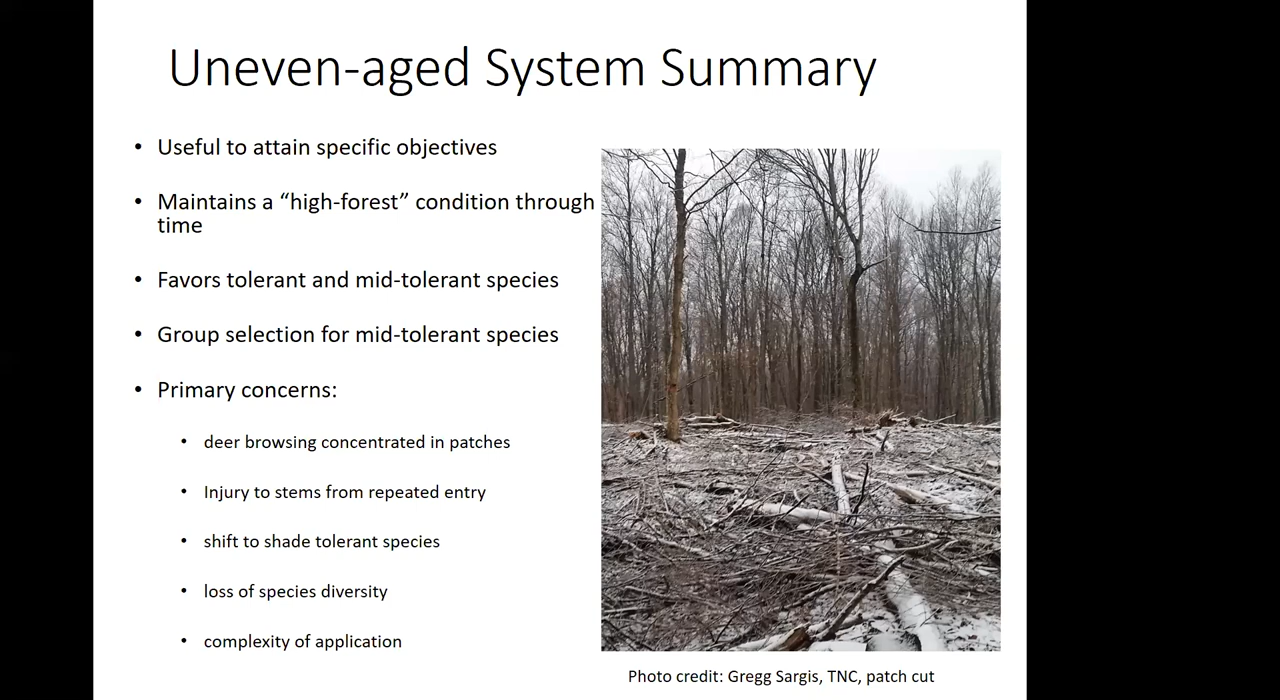 Uneven-aged System Summary
• Useful to attain specific objectives
• Maintains a “high-forest” condition through
time
• Favors tolerant and mid-tolerant species
• Group selection for mid-tolerant species
• Primary concerns:
• deer browsing concentrated in patches
• Injury to stems from repeated entry
• shift to shade tolerant species
• loss of species diversity
• complexity of application
Photo credit: Gregg Sargis, TNC, patch cut